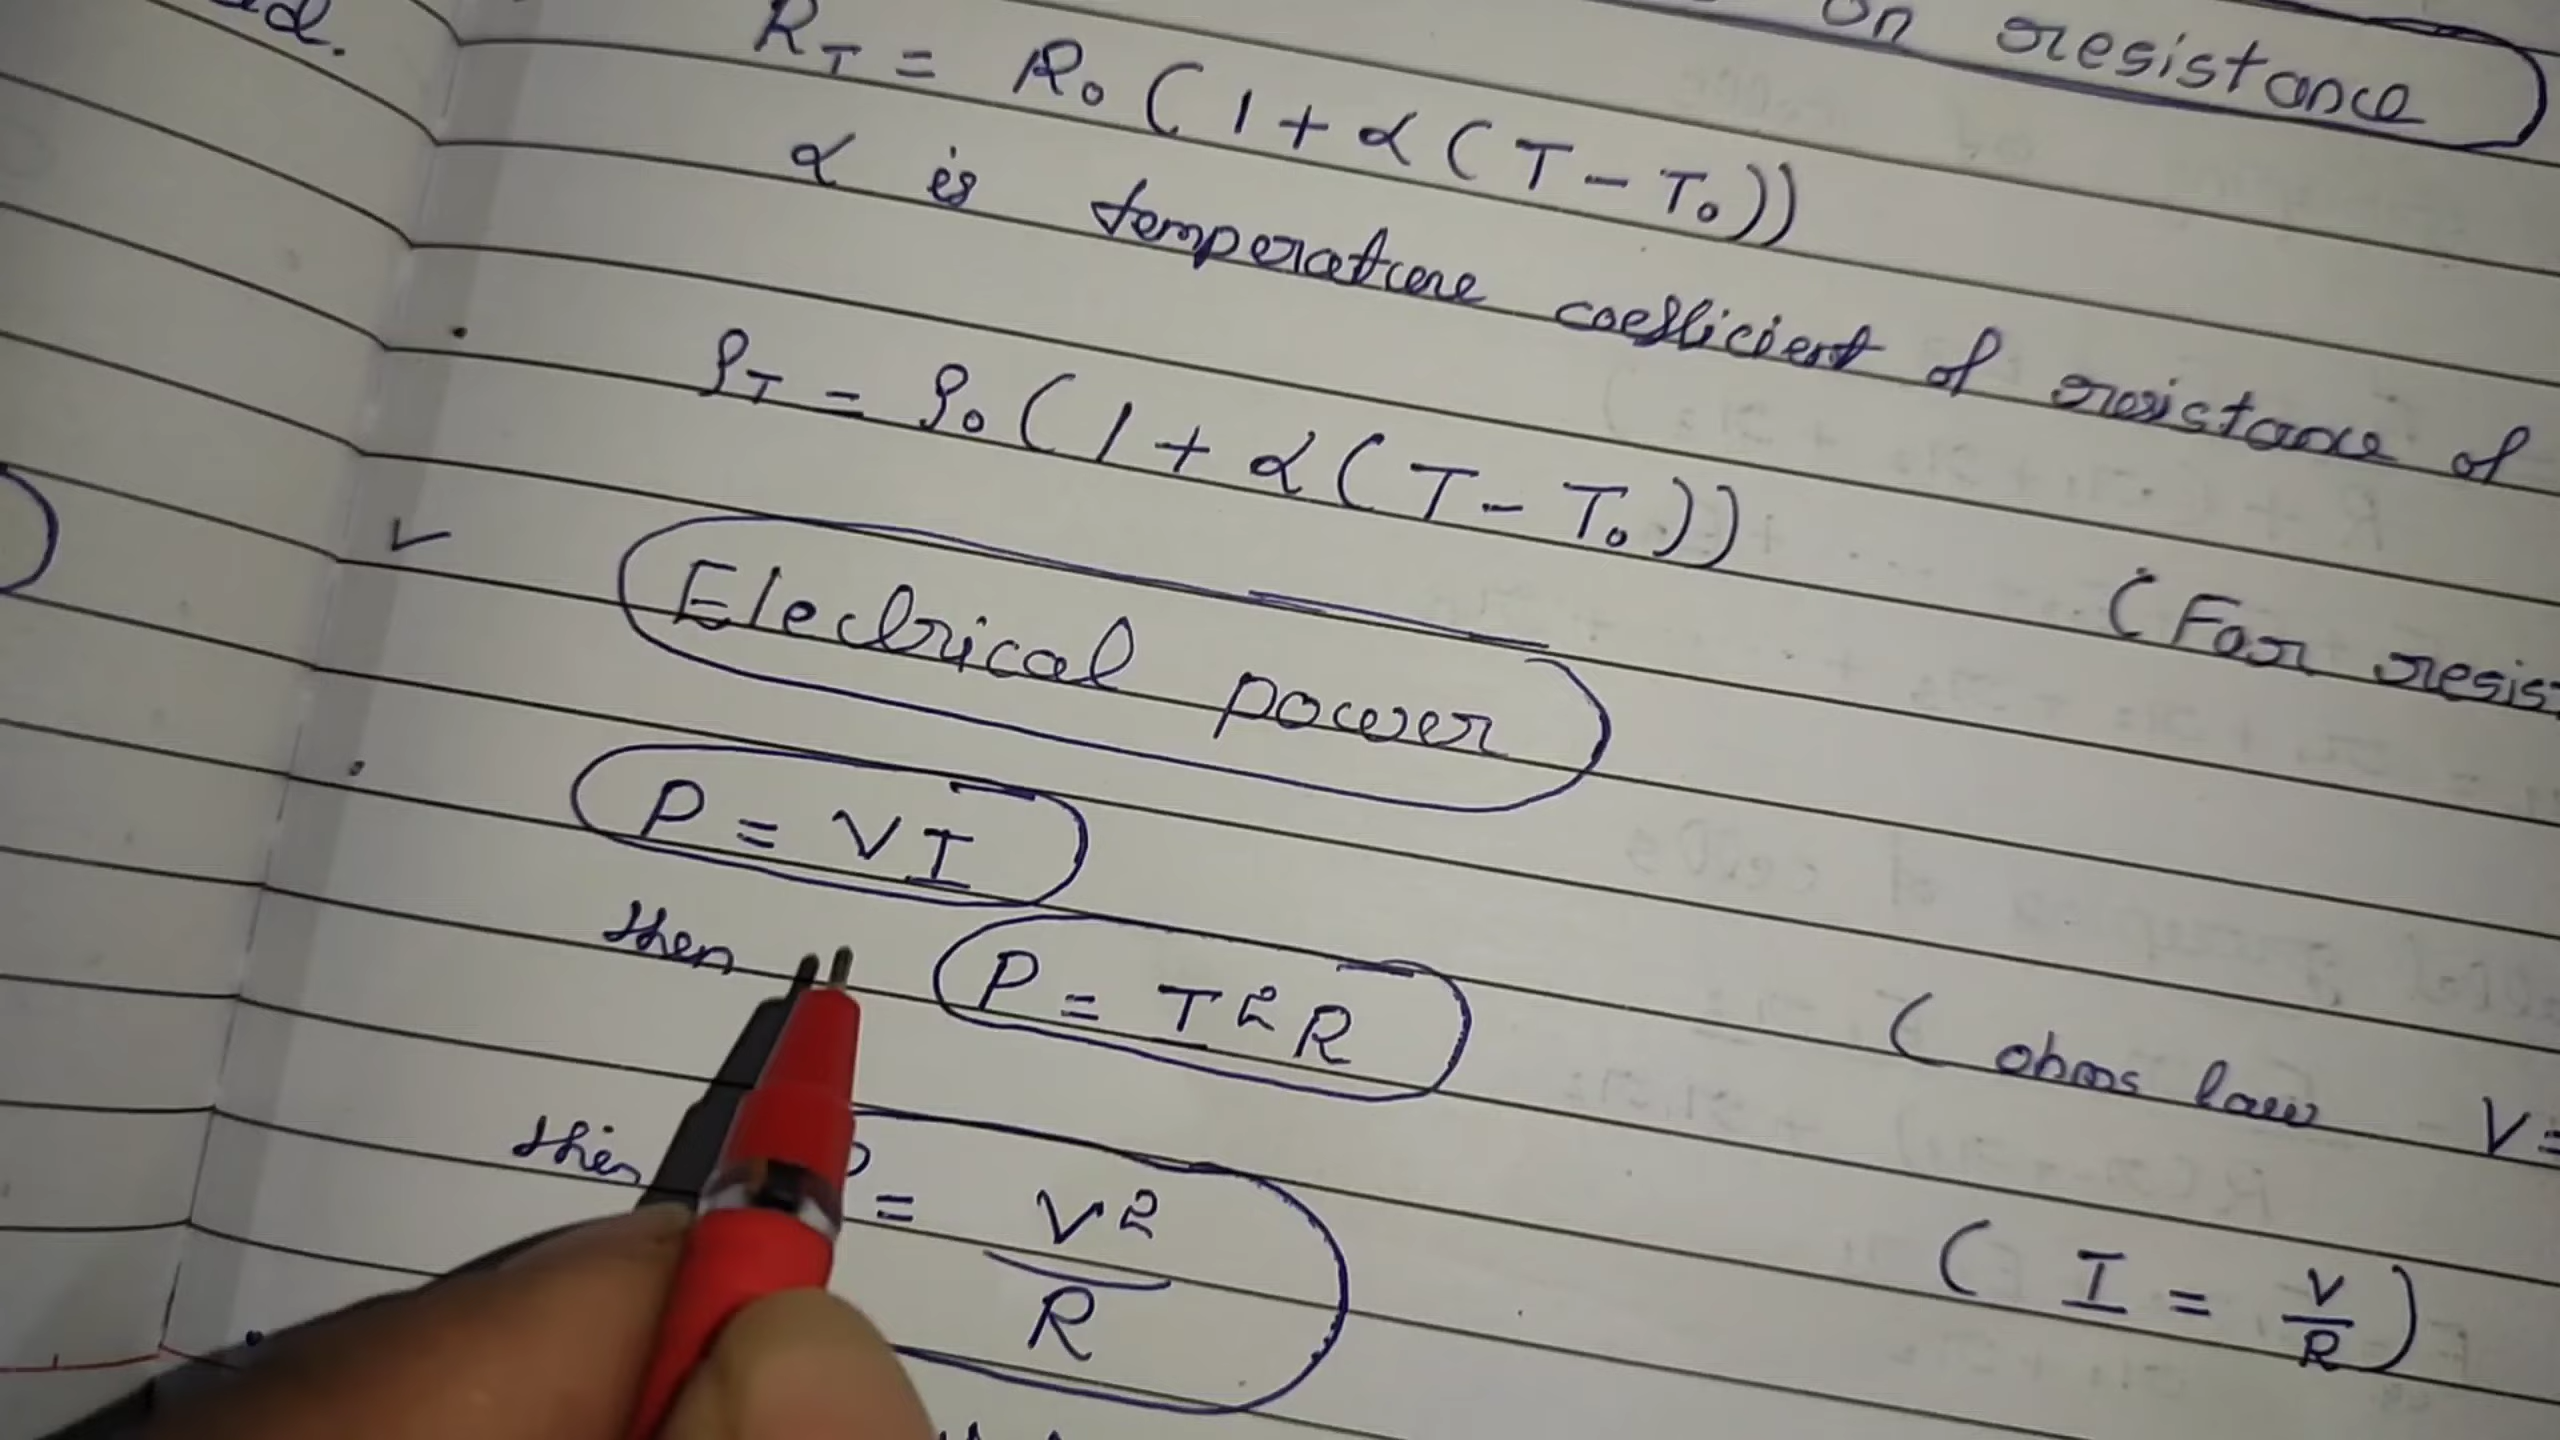 on resistance
R_T = R₀ (1 + α (T - T₀))
α is temperature coefficient of resistance of
ρ_T = ρ₀ (1 + α (T - T₀)) (For resis
Electrical power
P = VI
then P = I²R (ohms law V =
then P = V²/R (I = V/R)